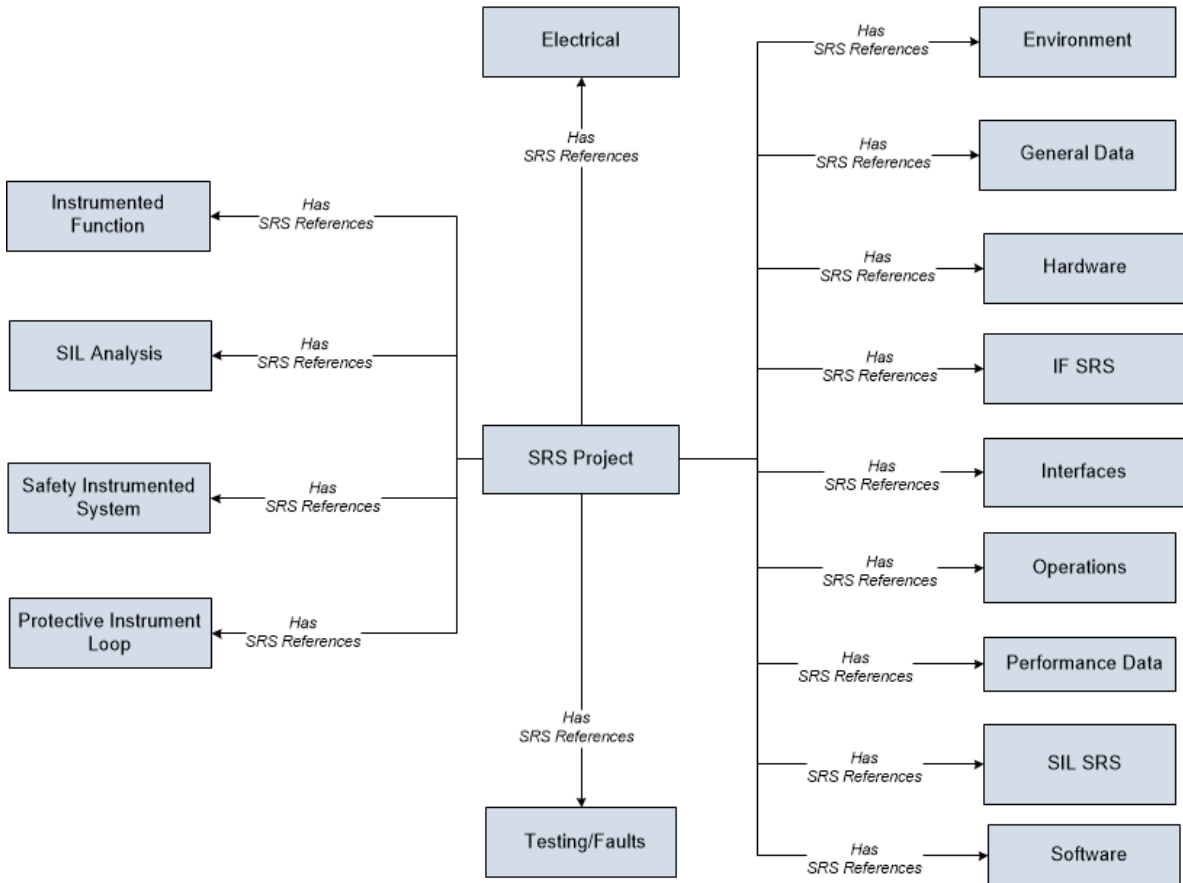 Electrical
Has
SRS References
Environment
Has
SRS References
General Data
Has
SRS References
Instrumented
Function
Has
SRS References
Has
SRS References
Hardware
SIL Analysis
Has
SRS References
Has
SRS References
IF SRS
SRS Project
Has
SRS References
Interfaces
Safety Instrumented
System
Has
SRS References
Has
SRS References
Operations
Protective Instrument
Loop
Has
SRS References
Has
SRS References
Performance Data
Has
SRS References
Has
SRS References
SIL SRS
Testing/Faults
Has
SRS References
Software